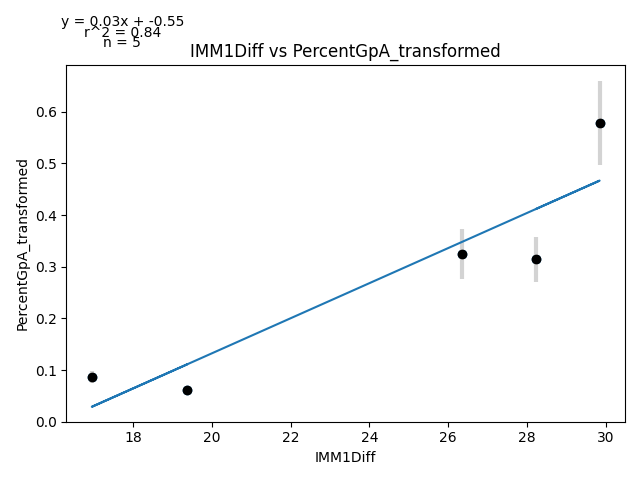 y = 0.03x + -0.55
r^2 = 0.84
n = 5
IMM1Diff vs PercentGpA_transformed
PercentGpA_transformed
0.6
0.5
0.4
0.3
0.2
0.1
0.0
18 20 22 24 26 28 30
IMM1Diff